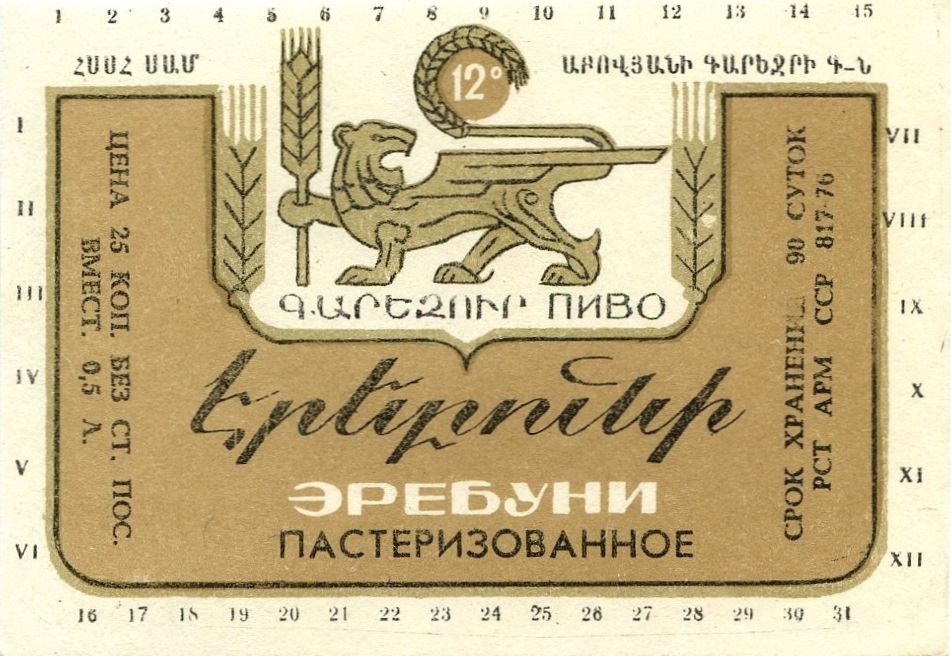 1 2 3 4 5 6 7 8 9 10 11 12 13 14 15
ՀՍՍՀ ՍԱՄ
12°
ԱԲՈՎՅԱՆԻ ԳԱՐԵՋՐԻ Գ-Ն
I
II
III
IV
V
VI
ЦЕНА 25 КОП. БЕЗ СТ. ПОС.
ВМЕСТ. 0,5 Л.
ԳԱՐԵՋՈՒՐ ПИВО
Էրեբունի
ЭРЕБУНИ
ПАСТЕРИЗОВАННОЕ
СРОК ХРАНЕНИЯ 90 СУТОК
РСТ АРМ ССР 817-76
VII
VIII
IX
X
XI
XII
16 17 18 19 20 21 22 23 24 25 26 27 28 29 30 31